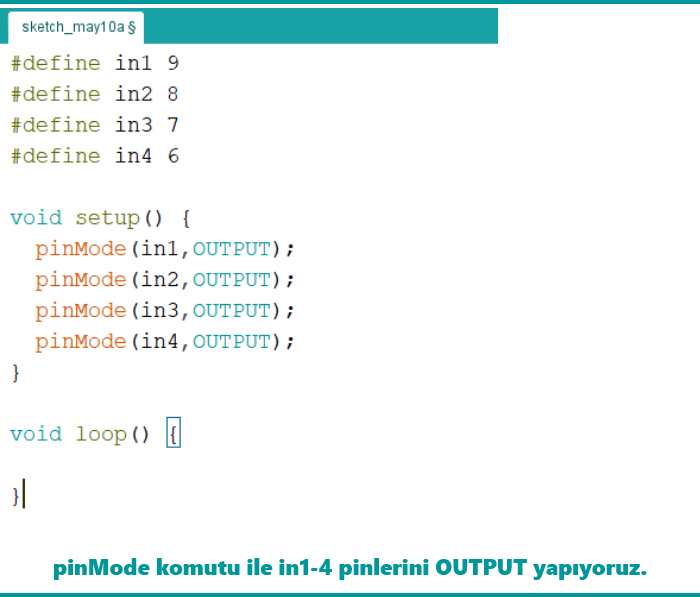 sketch_may10a §
#define in1 9
#define in2 8
#define in3 7
#define in4 6
void setup() {
pinMode(in1,OUTPUT);
pinMode(in2,OUTPUT);
pinMode(in3,OUTPUT);
pinMode(in4,OUTPUT);
}
void loop() {
}
pinMode komutu ile in1-4 pinlerini OUTPUT yapıyoruz.